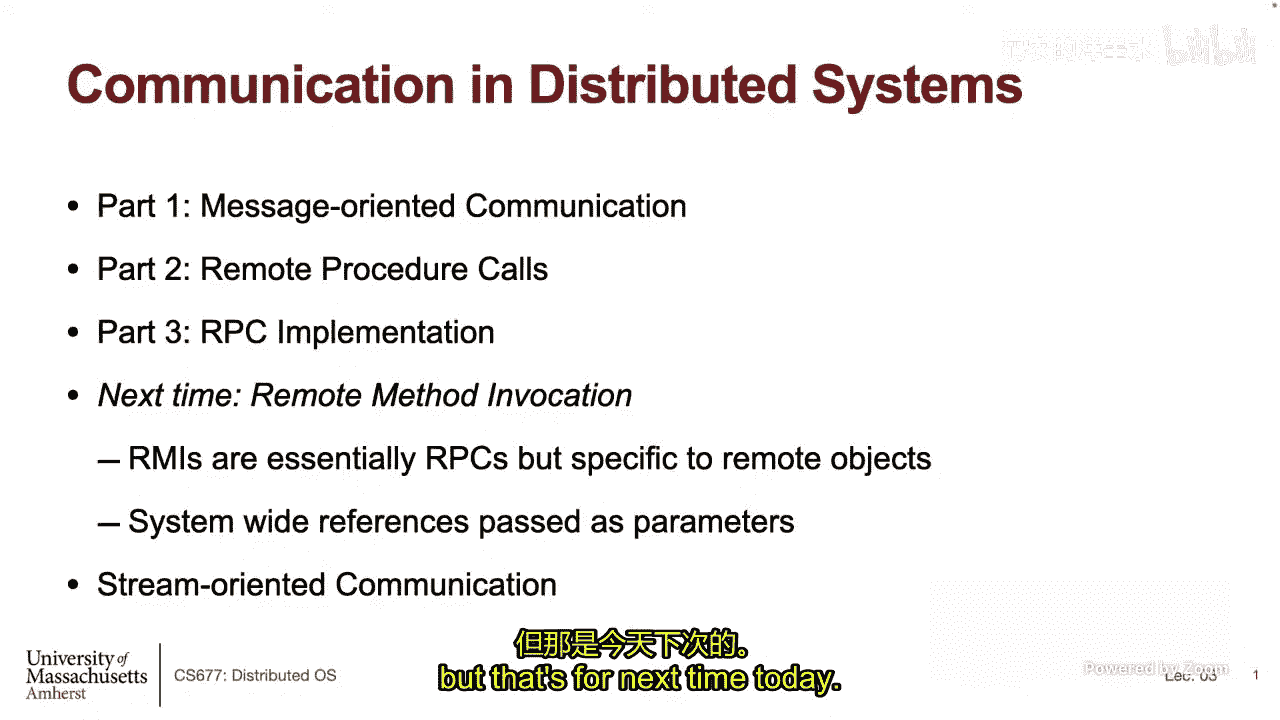 Communication in Distributed Systems
• Part 1: Message-oriented Communication
• Part 2: Remote Procedure Calls
• Part 3: RPC Implementation
• Next time: Remote Method Invocation
– RMIs are essentially RPCs but specific to remote objects
– System wide references passed as parameters
• Stream-oriented Communication
但那是今天下次的。
but that's for next time today.
University of
Massachusetts
Amherst
CS677: Distributed OS
Powered by Zoom
Lec. 03
1